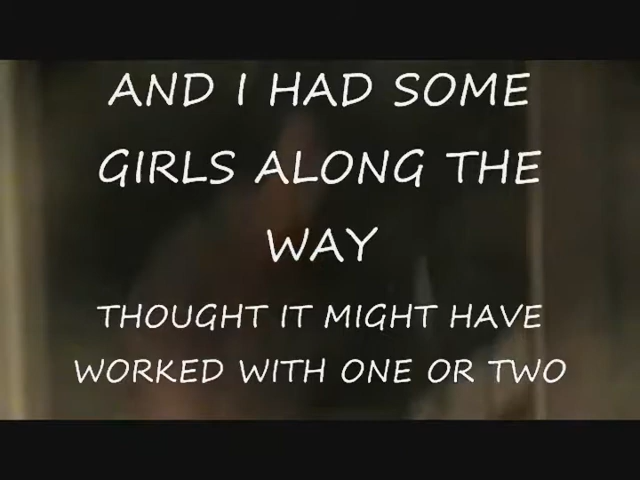 AND I HAD SOME
GIRLS ALONG THE
WAY
THOUGHT IT MIGHT HAVE
WORKED WITH ONE OR TWO